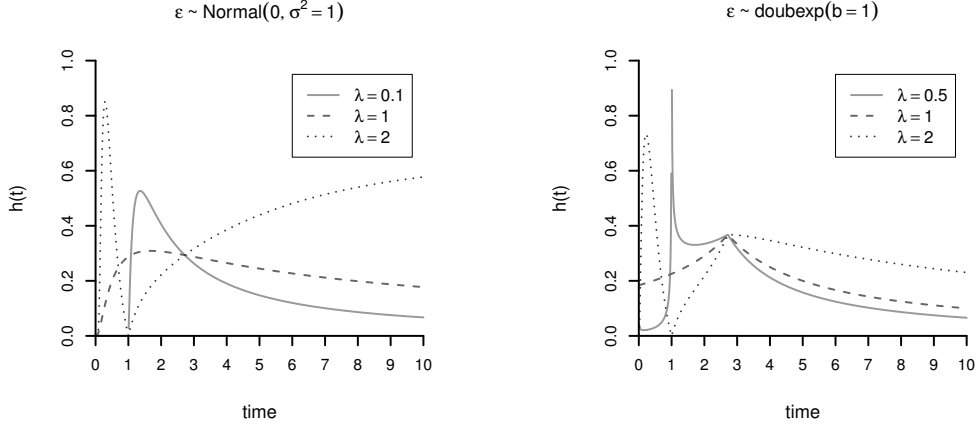 ε ~ Normal(0, σ² = 1)
h(t)
0.0 0.2 0.4 0.6 0.8 1.0
λ = 0.1
λ = 1
λ = 2
0 1 2 3 4 5 6 7 8 9 10
time
ε ~ doubexp(b = 1)
h(t)
0.0 0.2 0.4 0.6 0.8 1.0
λ = 0.5
λ = 1
λ = 2
0 1 2 3 4 5 6 7 8 9 10
time